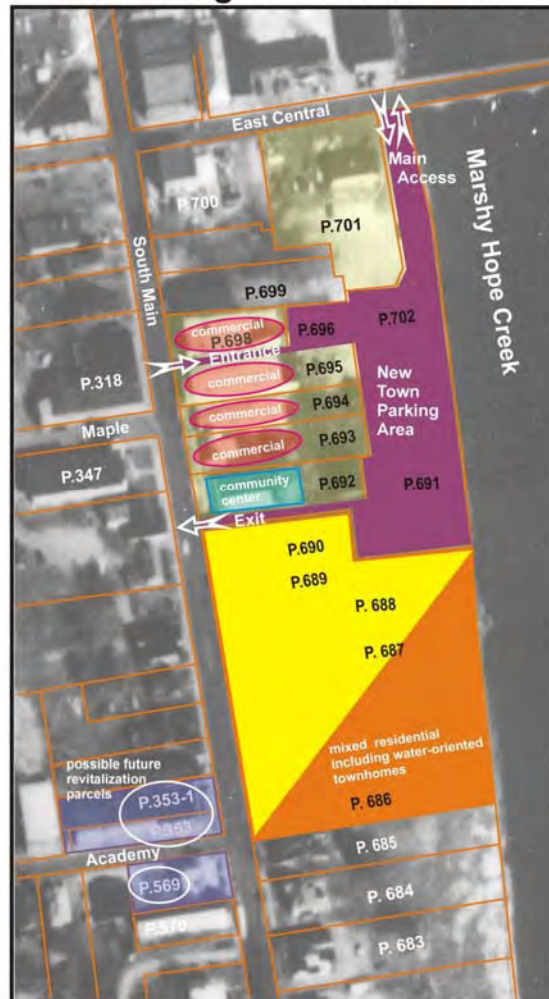 East Central
Main
Access
Marshy Hope Creek
P.700
P.701
South Main
P.699
commercial
P.698
P.696
P.702
Entrance
P.318
commercial
P.695
New
Town
Parking
Area
commercial
P.694
Maple
commercial
P.693
P.347
community
center
P.692
P.691
Exit
P.690
P.689
P. 688
P. 687
mixed residential
including water-oriented
townhomes
possible future
revitalization
parcels
P.353-1
P.353
P. 686
Academy
P. 685
P.569
P. 684
P.570
P. 683